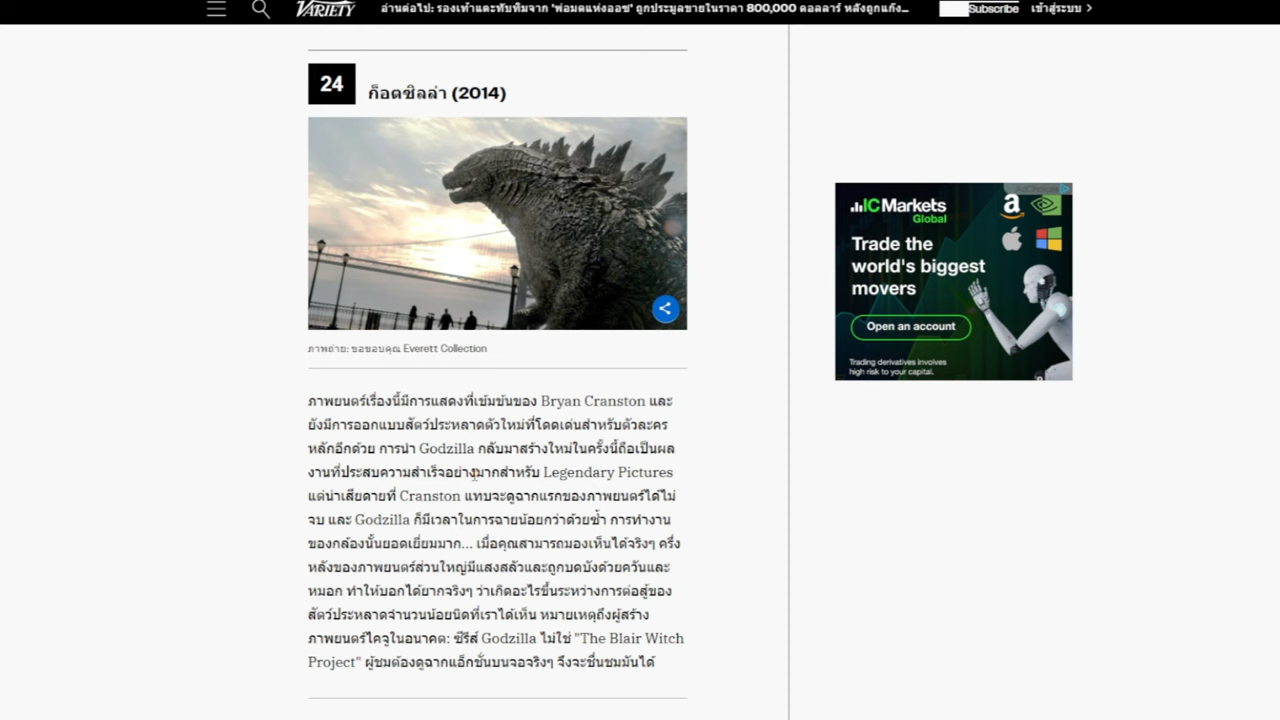 VARIETY
อ่านต่อไป: รองเท้าแตะทับทิมจาก 'พ่อมดแห่งออซ' ถูกประมูลขายในราคา 800,000 ดอลลาร์ หลังถูกแก๊ง...
Subscribe
เข้าสู่ระบบ
24
ก็อตซิลล่า (2014)
ภาพถ่าย: ขอขอบคุณ Everett Collection
ภาพยนตร์เรื่องนี้มีการแสดงที่เข้มข้นของ Bryan Cranston และ
ยังมีการออกแบบสัตว์ประหลาดตัวใหม่ที่โดดเด่นสำหรับตัวละคร
หลักอีกด้วย การนำ Godzilla กลับมาสร้างใหม่ในครั้งนี้ถือเป็นผล
งานที่ประสบความสำเร็จอย่างมากสำหรับ Legendary Pictures
แต่น่าเสียดายที่ Cranston แทบจะดูฉากแรกของภาพยนตร์ได้ไม่
จบ และ Godzilla ก็มีเวลาในการฉายน้อยกว่าด้วยซ้ำ การทำงาน
ของกล้องนั้นยอดเยี่ยมมาก... เมื่อคุณสามารถมองเห็นได้จริงๆ ครึ่ง
หลังของภาพยนตร์ส่วนใหญ่มีแสงสลัวและถูกบดบังด้วยควันและ
หมอก ทำให้บอกได้ยากจริงๆ ว่าเกิดอะไรขึ้นระหว่างการต่อสู้ของ
สัตว์ประหลาดจำนวนน้อยนิดที่เราได้เห็น หมายเหตุถึงผู้สร้าง
ภาพยนตร์ไคจูในอนาคต: ซีรีส์ Godzilla ไม่ใช่ "The Blair Witch
Project" ผู้ชมต้องดูฉากแอ็กชั่นบนจอจริงๆ จึงจะชื่นชมมันได้
AdChoices
ICMarkets
Global
a
Trade the
world's biggest
movers
Open an account
Trading derivatives involves
high risk to your capital.